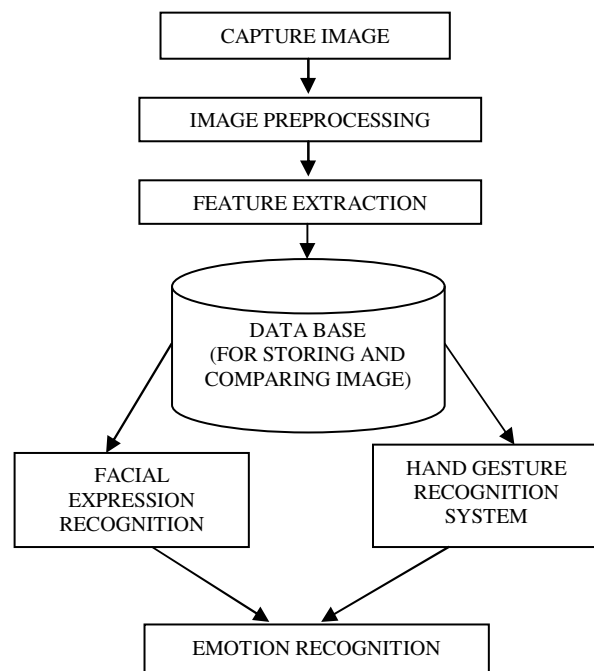 CAPTURE IMAGE
IMAGE PREPROCESSING
FEATURE EXTRACTION
DATA BASE
(FOR STORING AND
COMPARING IMAGE)
FACIAL
EXPRESSION
RECOGNITION
HAND GESTURE
RECOGNITION
SYSTEM
EMOTION RECOGNITION